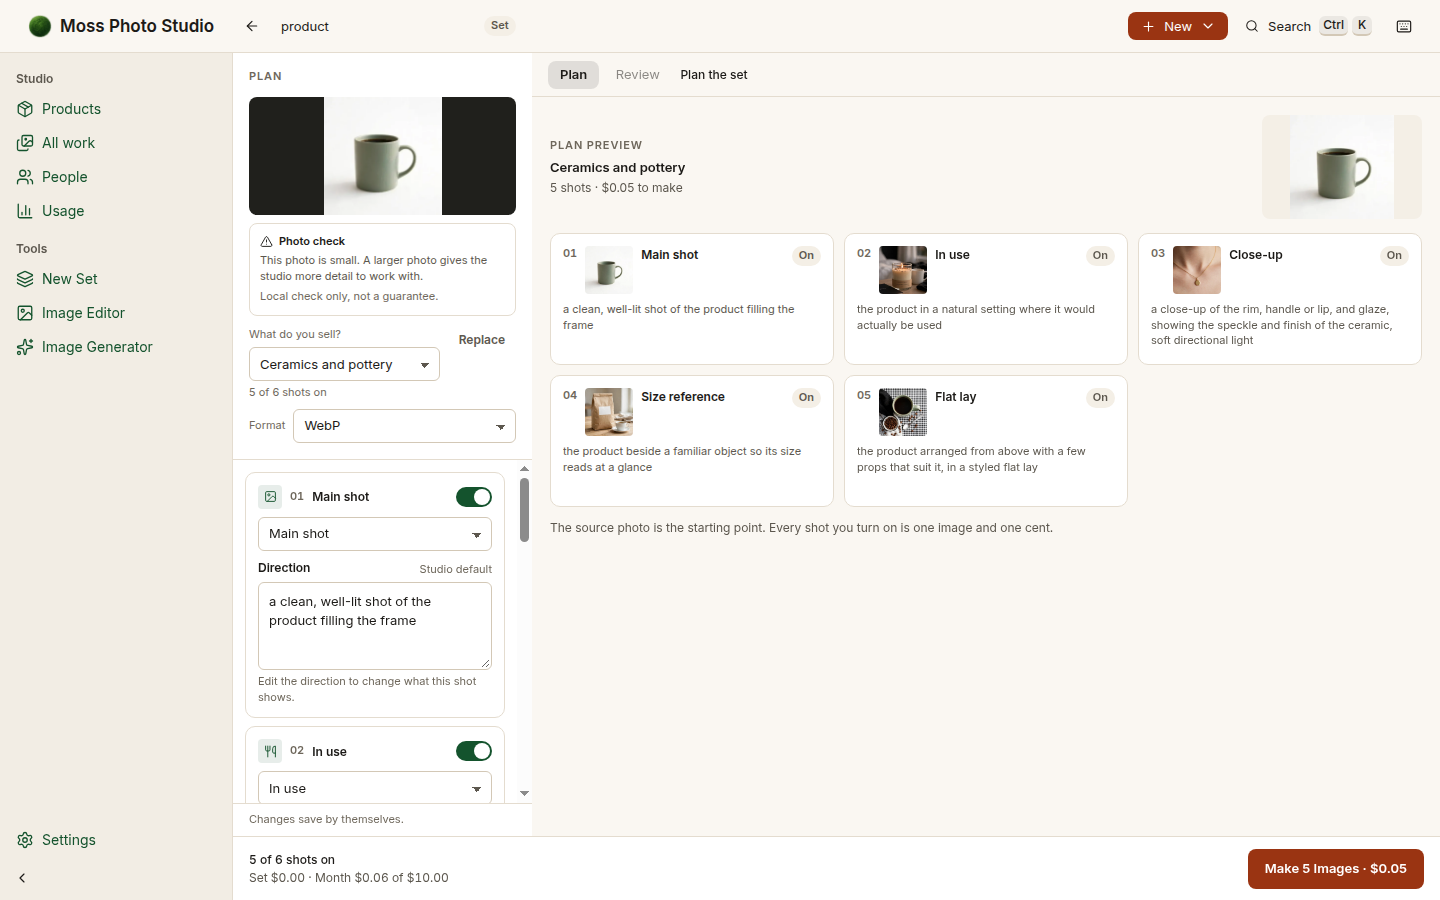 Moss Photo Studio
product
Set
New
Search Ctrl K
Studio
Products
All work
People
Usage
Tools
New Set
Image Editor
Image Generator
Settings
PLAN
Photo check
This photo is small. A larger photo gives the
studio more detail to work with.
Local check only, not a guarantee.
What do you sell?
Ceramics and pottery
Replace
5 of 6 shots on
Format WebP
01 Main shot
Main shot
Direction Studio default
a clean, well-lit shot of the
product filling the frame
Edit the direction to change what this shot
shows.
02 In use
In use
Changes save by themselves.
Plan Review Plan the set
PLAN PREVIEW
Ceramics and pottery
5 shots · $0.05 to make
01 Main shot On
a clean, well-lit shot of the product filling the
frame
02 In use On
the product in a natural setting where it would
actually be used
03 Close-up On
a close-up of the rim, handle or lip, and glaze,
showing the speckle and finish of the ceramic,
soft directional light
04 Size reference On
the product beside a familiar object so its size
reads at a glance
05 Flat lay On
the product arranged from above with a few
props that suit it, in a styled flat lay
The source photo is the starting point. Every shot you turn on is one image and one cent.
5 of 6 shots on
Set $0.00 · Month $0.06 of $10.00
Make 5 Images · $0.05